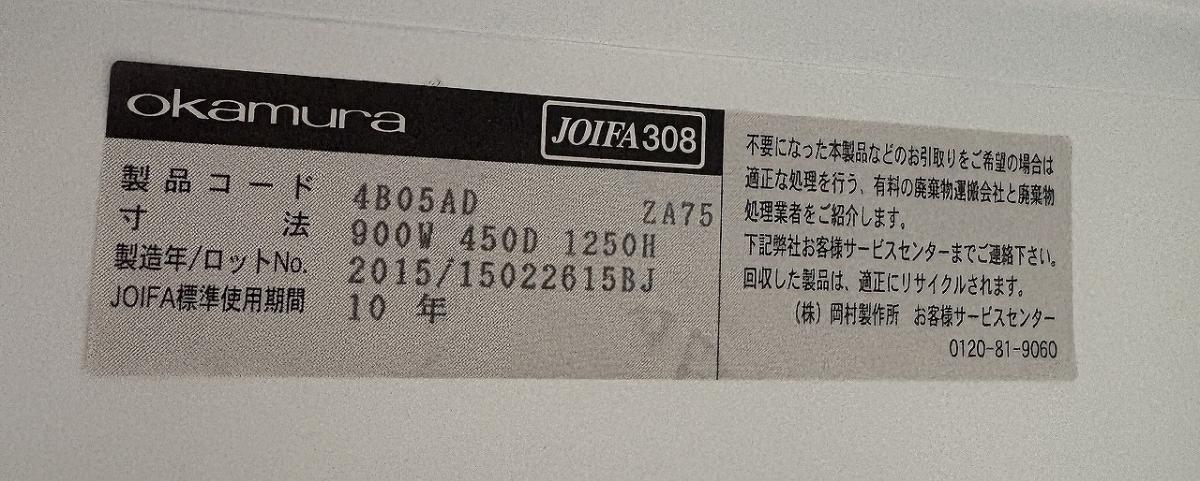 okamura
JOIFA308
製品コード 4B05AD ZA75
寸法 900W 450D 1250H
製造年/ロットNo. 2015/15022615BJ
JOIFA標準使用期間 10 年
不要になった本製品などのお引取りをご希望の場合は
適正な処理を行う、有料の廃棄物運搬会社と廃棄物
処理業者をご紹介します。
下記弊社お客様サービスセンターまでご連絡下さい。
回収した製品は、適正にリサイクルされます。
(株)岡村製作所 お客様サービスセンター
0120-81-9060